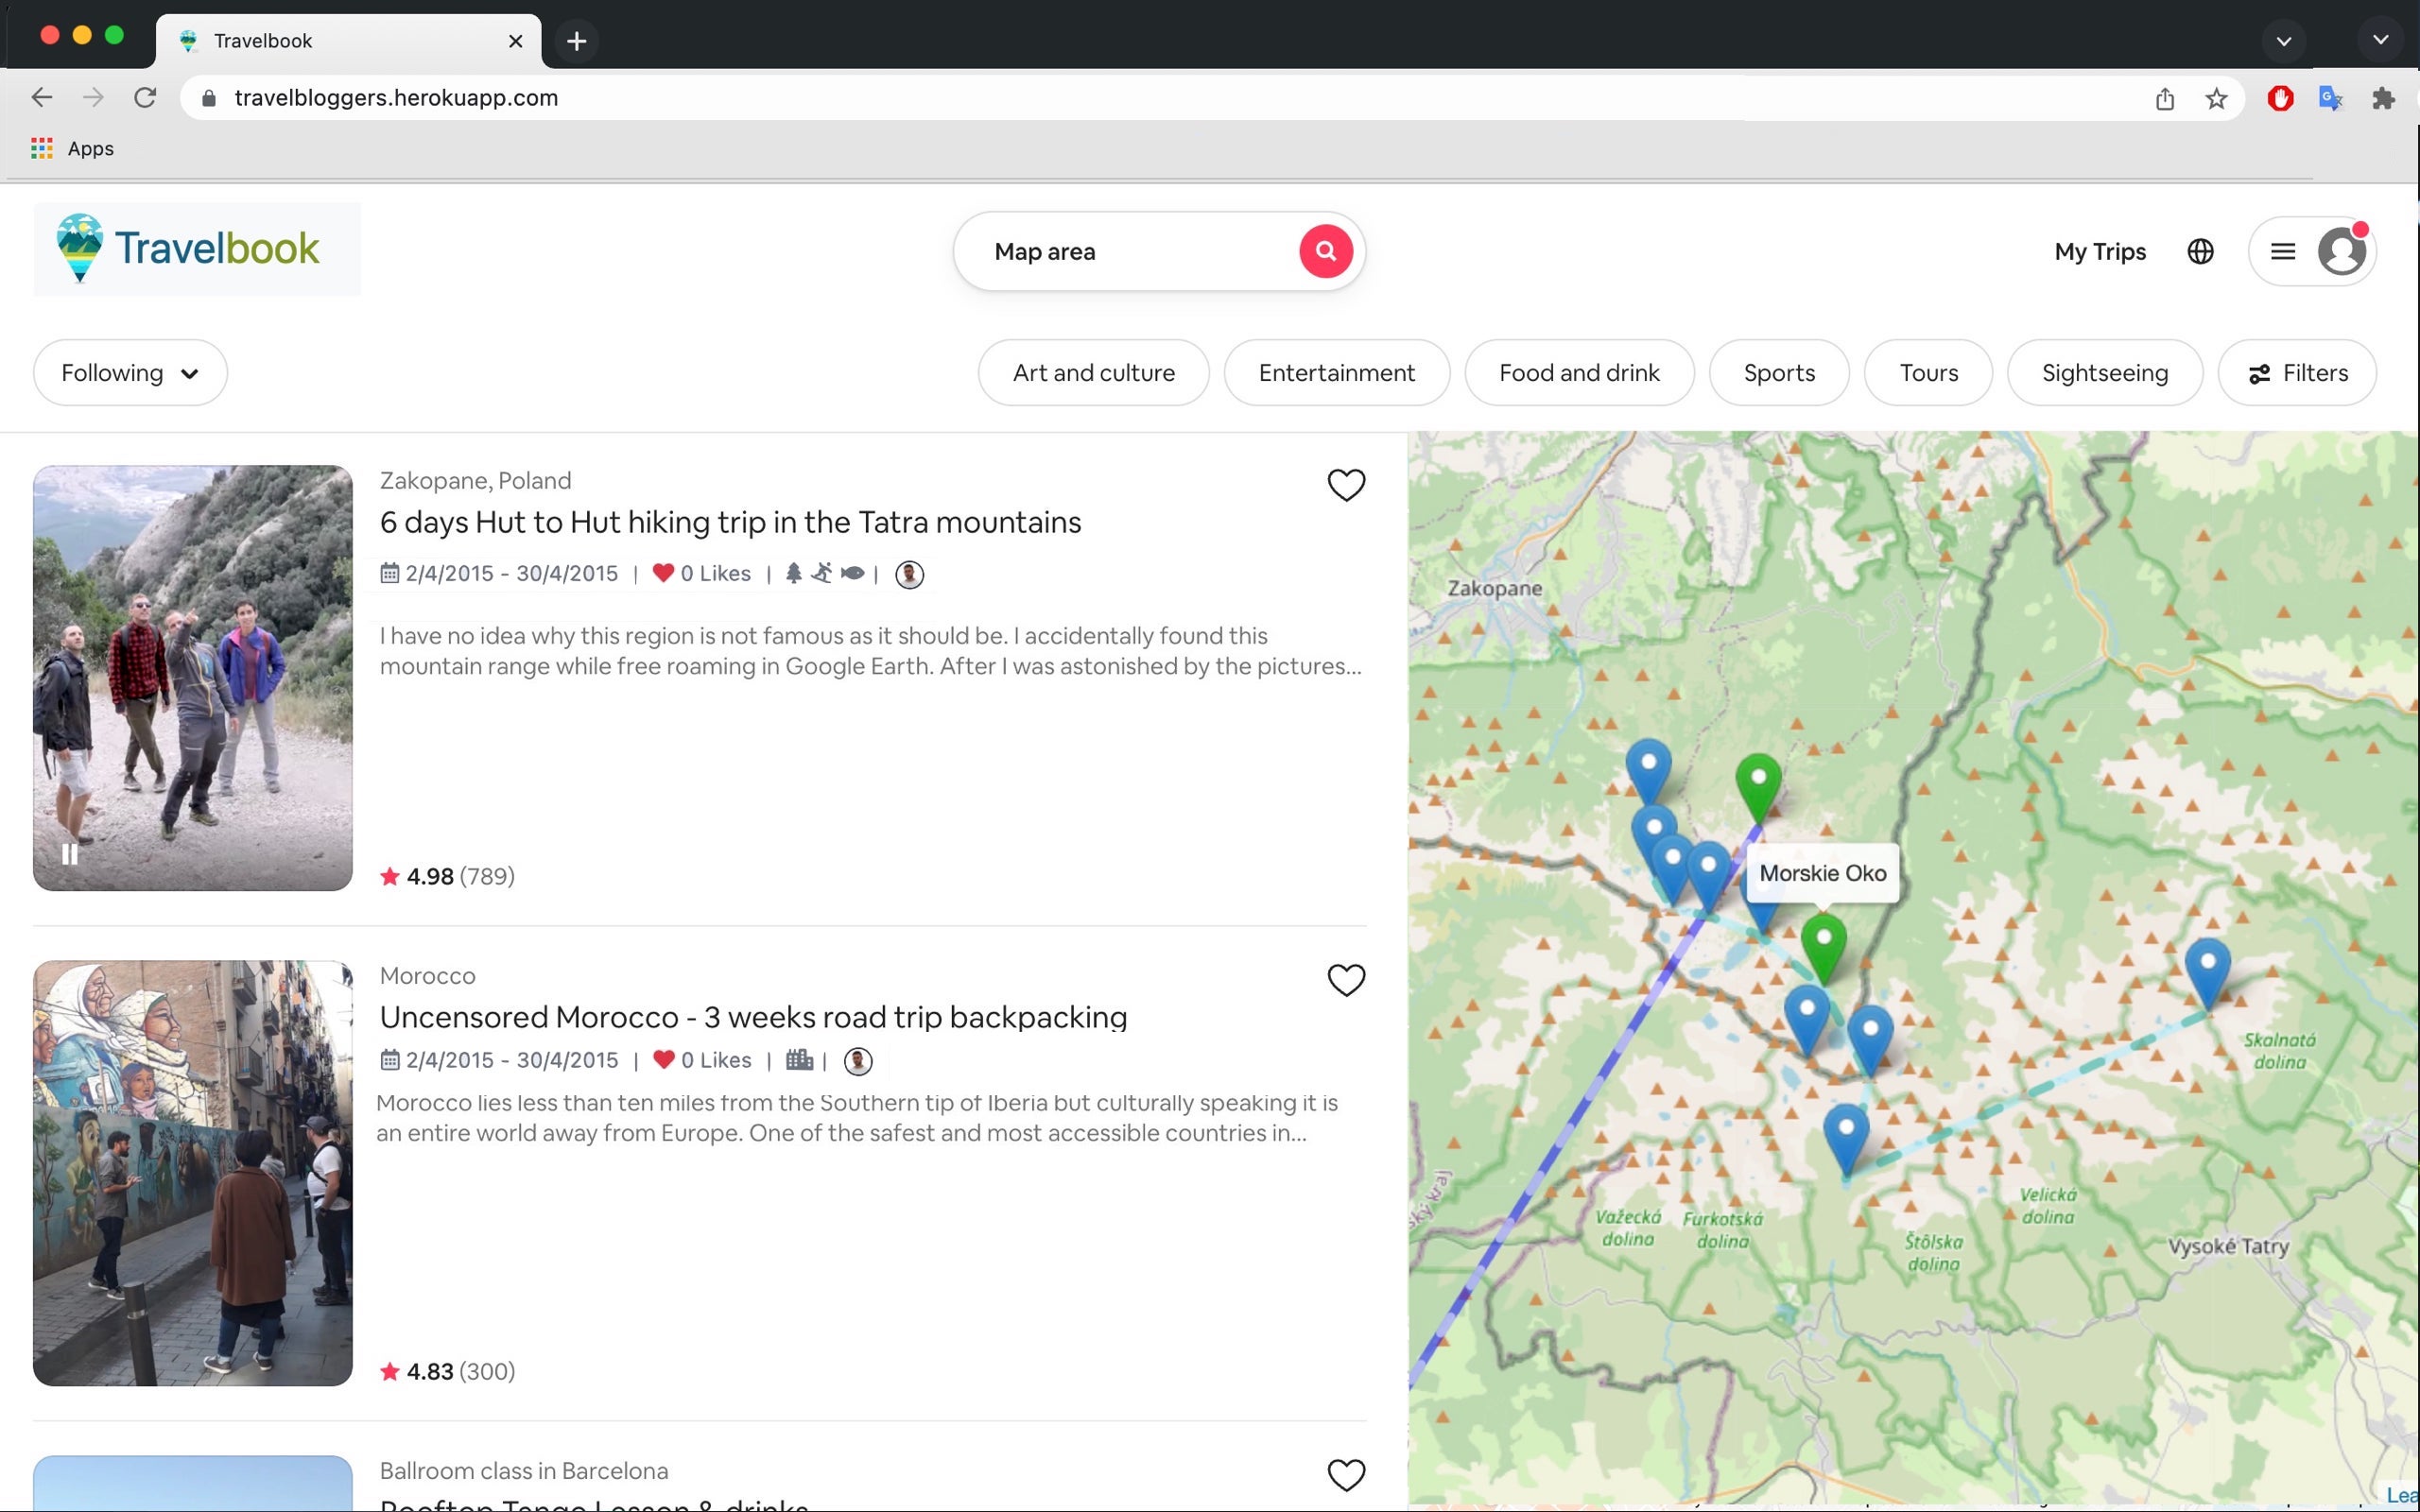 Travelbook
travelbloggers.herokuapp.com
Apps
Travelbook
Map area
My Trips
Following
Art and culture
Entertainment
Food and drink
Sports
Tours
Sightseeing
Filters
Zakopane, Poland
6 days Hut to Hut hiking trip in the Tatra mountains
2/4/2015 - 30/4/2015 | 0 Likes | |
I have no idea why this region is not famous as it should be. I accidentally found this
mountain range while free roaming in Google Earth. After I was astonished by the pictures...
4.98 (789)
Morocco
Uncensored Morocco - 3 weeks road trip backpacking
2/4/2015 - 30/4/2015 | 0 Likes | |
Morocco lies less than ten miles from the Southern tip of Iberia but culturally speaking it is
an entire world away from Europe. One of the safest and most accessible countries in...
4.83 (300)
Ballroom class in Barcelona
Rooftop Tango Lesson & drinks
Zakopane
Morskie Oko
Skalnatá
dolina
Velická
dolina
Važecká
dolina
Furkotská
dolina
Štôlska
dolina
Vysoké Tatry
ský kraj
Lea